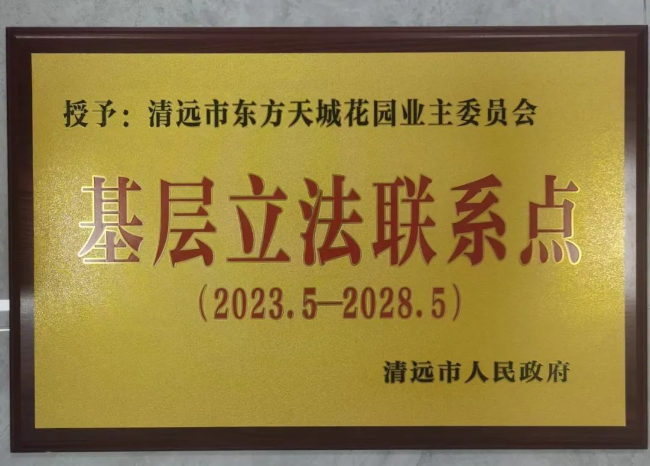 授予：清远市东方天城花园业主委员会
基层立法联系点
（2023.5—2028.5）
清远市人民政府